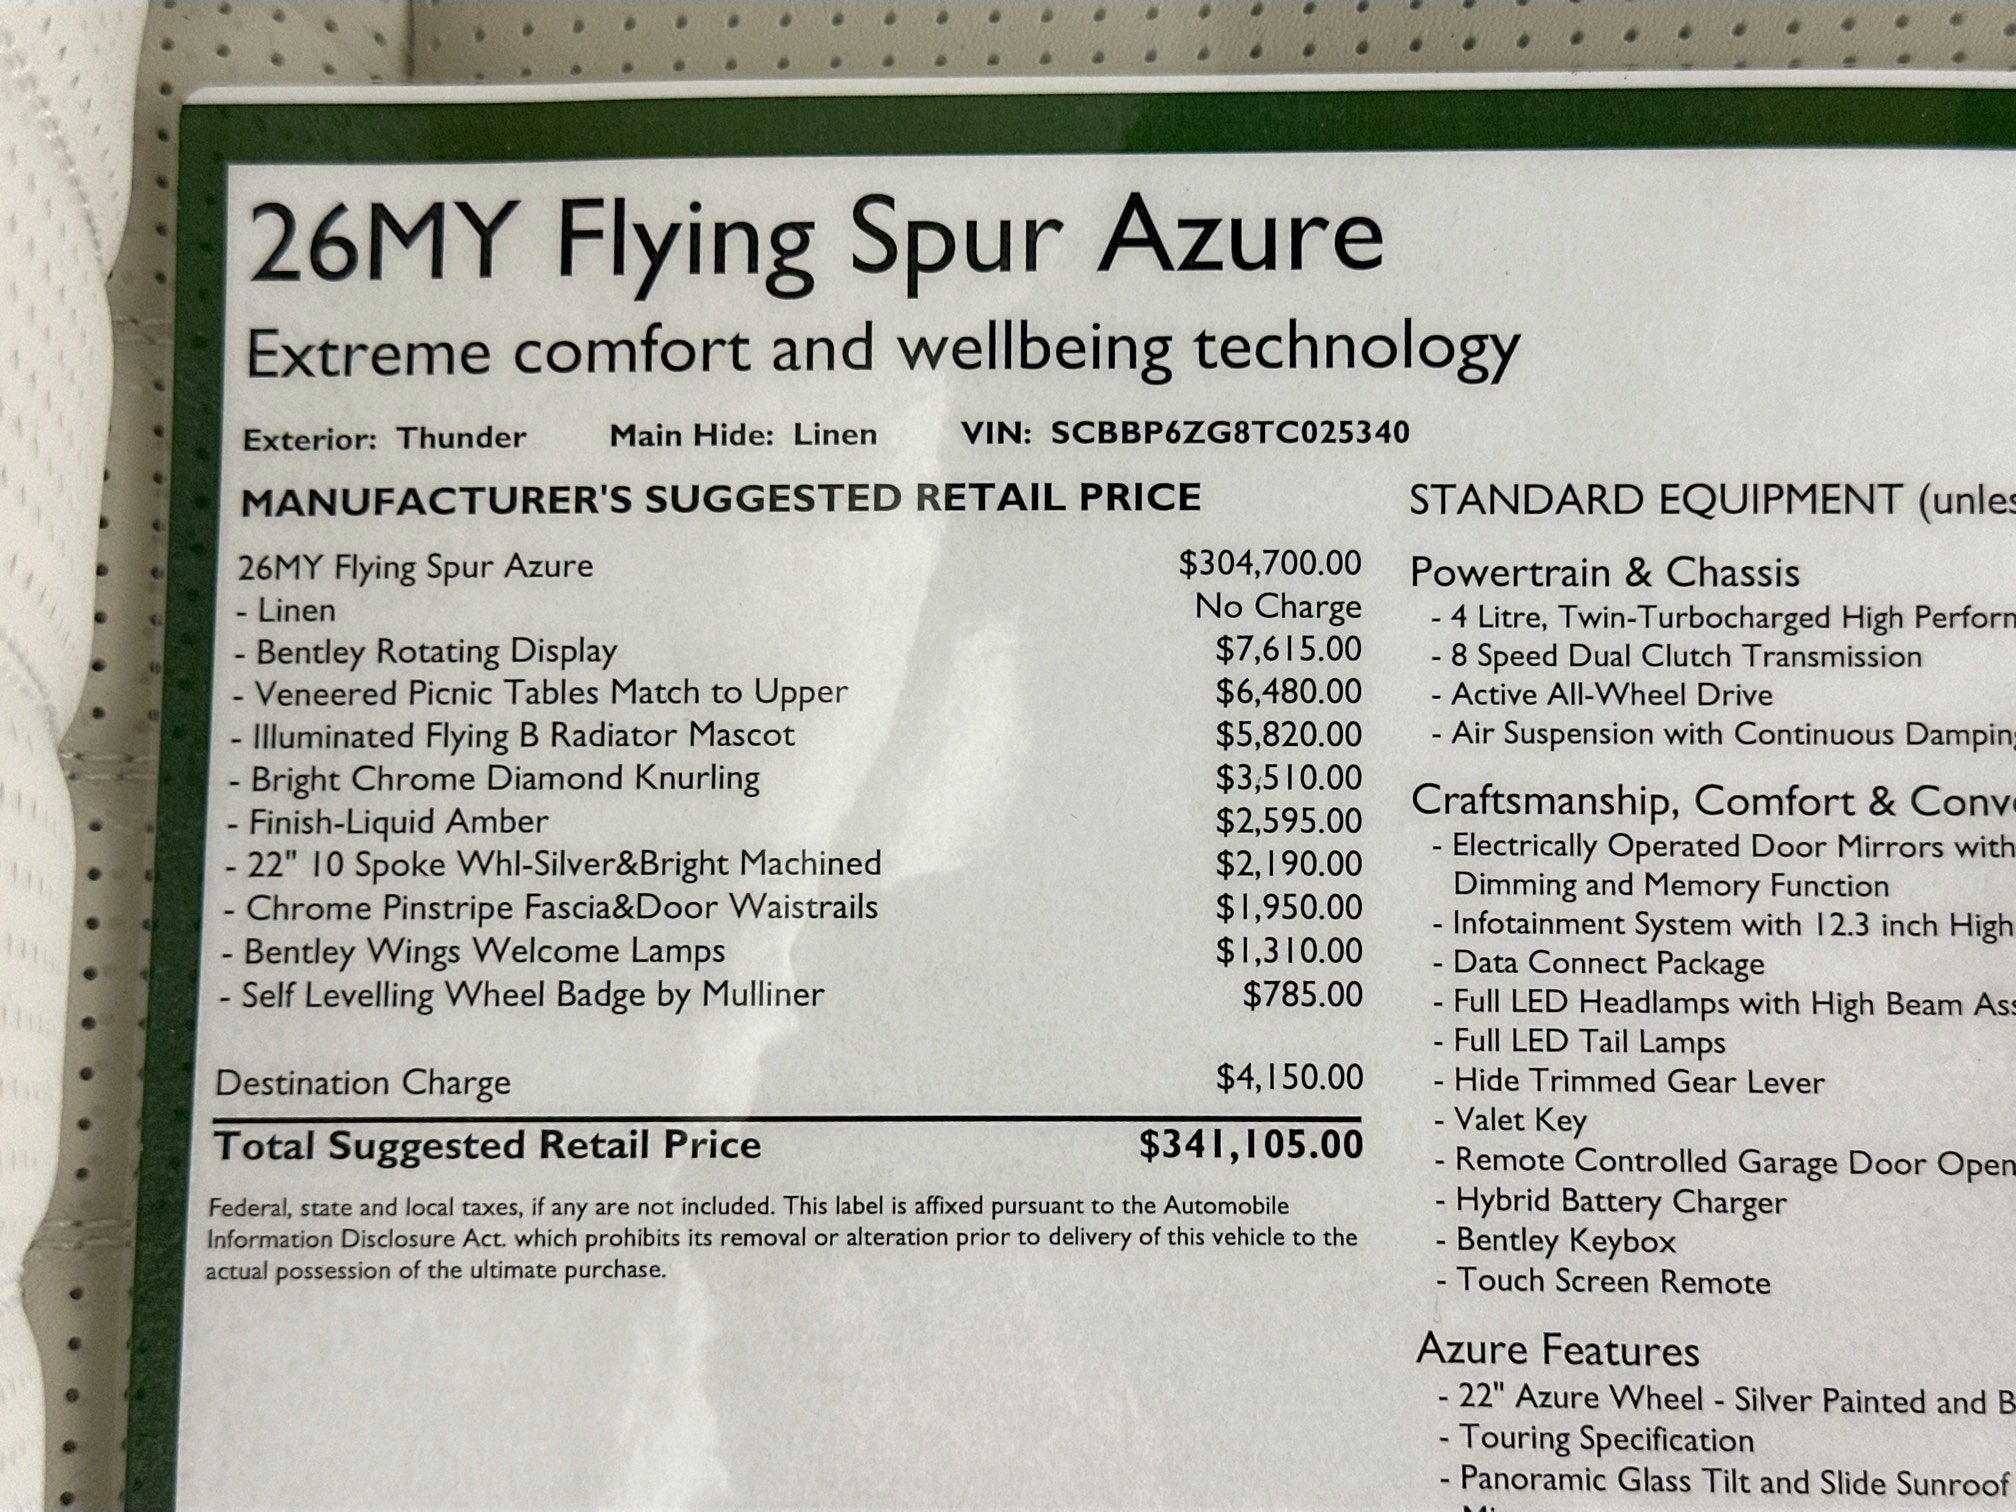 26MY Flying Spur Azure
Extreme comfort and wellbeing technology
Exterior: Thunder Main Hide: Linen VIN: SCBBP6ZG8TC025340
MANUFACTURER'S SUGGESTED RETAIL PRICE
26MY Flying Spur Azure $304,700.00
- Linen No Charge
- Bentley Rotating Display $7,615.00
- Veneered Picnic Tables Match to Upper $6,480.00
- Illuminated Flying B Radiator Mascot $5,820.00
- Bright Chrome Diamond Knurling $3,510.00
- Finish-Liquid Amber $2,595.00
- 22" 10 Spoke Whl-Silver&Bright Machined $2,190.00
- Chrome Pinstripe Fascia&Door Waistrails $1,950.00
- Bentley Wings Welcome Lamps $1,310.00
- Self Levelling Wheel Badge by Mulliner $785.00
Destination Charge $4,150.00
Total Suggested Retail Price $341,105.00
Federal, state and local taxes, if any are not included. This label is affixed pursuant to the Automobile
Information Disclosure Act. which prohibits its removal or alteration prior to delivery of this vehicle to the
actual possession of the ultimate purchase.
STANDARD EQUIPMENT
Powertrain & Chassis
- 4 Litre, Twin-Turbocharged High
- 8 Speed Dual Clutch Transmission
- Active All-Wheel Drive
- Air Suspension with Continuous
Craftsmanship, Comfort &
- Electrically Operated Door Mirrors with
Dimming and Memory Function
- Infotainment System with 12.3 inch High
- Data Connect Package
- Full LED Headlamps with High Beam
- Full LED Tail Lamps
- Hide Trimmed Gear Lever
- Valet Key
- Remote Controlled Garage Door
- Hybrid Battery Charger
- Bentley Keybox
- Touch Screen Remote
Azure Features
- 22" Azure Wheel - Silver Painted and
- Touring Specification
- Panoramic Glass Tilt and Slide Sunroof